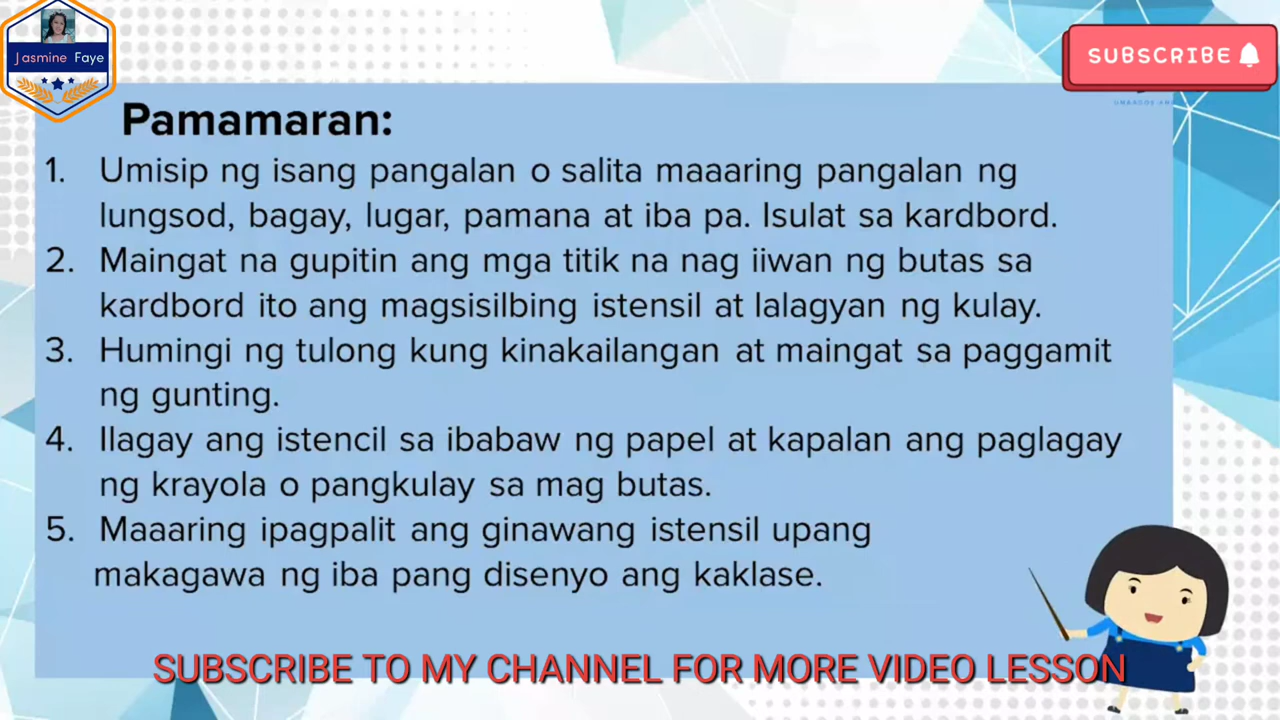 Jasmine Faye
SUBSCRIBE
Pamamaran:
1. Umisip ng isang pangalan o salita maaaring pangalan ng
lungsod, bagay, lugar, pamana at iba pa. Isulat sa kardbord.
2. Maingat na gupitin ang mga titik na nag iiwan ng butas sa
kardbord ito ang magsisilbing istensil at lalagyan ng kulay.
3. Humingi ng tulong kung kinakailangan at maingat sa paggamit
ng gunting.
4. Ilagay ang istencil sa ibabaw ng papel at kapalan ang paglagay
ng krayola o pangkulay sa mag butas.
5. Maaaring ipagpalit ang ginawang istensil upang
makagawa ng iba pang disenyo ang kaklase.
SUBSCRIBE TO MY CHANNEL FOR MORE VIDEO LESSON